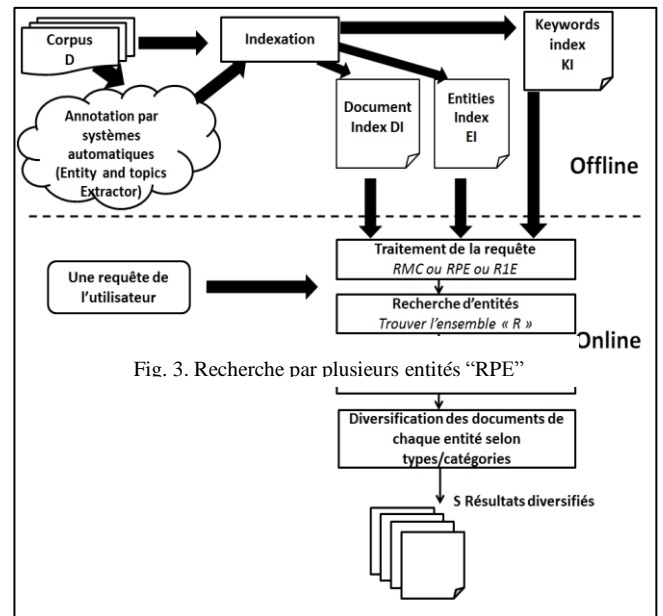 Corpus
D
Indexation
Keywords
index
KI
Annotation par
systèmes
automatiques
(Entity and topics
Extractor)
Document
Index DI
Entities
Index
EI
Offline
Traitement de la requête
RMC ou RPE ou R1E
Une requête de
l'utilisateur
Recherche d'entités
Trouver l'ensemble « R »
Online
Fig. 3. Recherche par plusieurs entités “RPE”
Diversification des documents de
chaque entité selon
types/catégories
S Résultats diversifiés